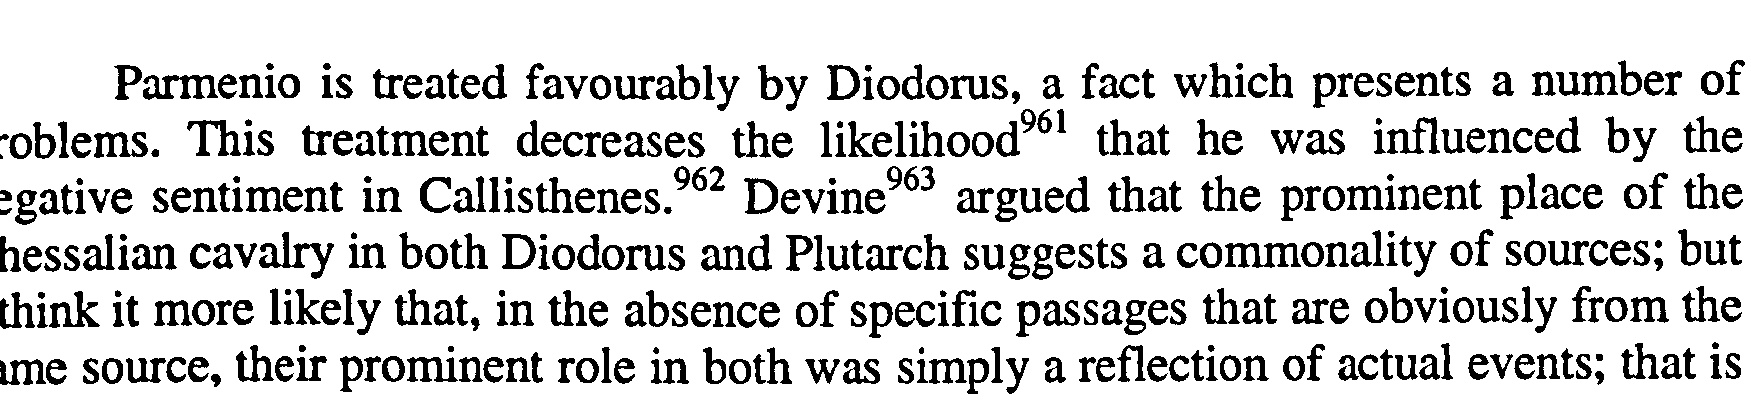 Parmenio is treated favourably by Diodorus, a fact which presents a number of
roblems. This treatment decreases the likelihood961 that he was influenced by the
egative sentiment in Callisthenes.962 Devine963 argued that the prominent place of the
hessalian cavalry in both Diodorus and Plutarch suggests a commonality of sources; but
think it more likely that, in the absence of specific passages that are obviously from the
ame source, their prominent role in both was simply a reflection of actual events; that is